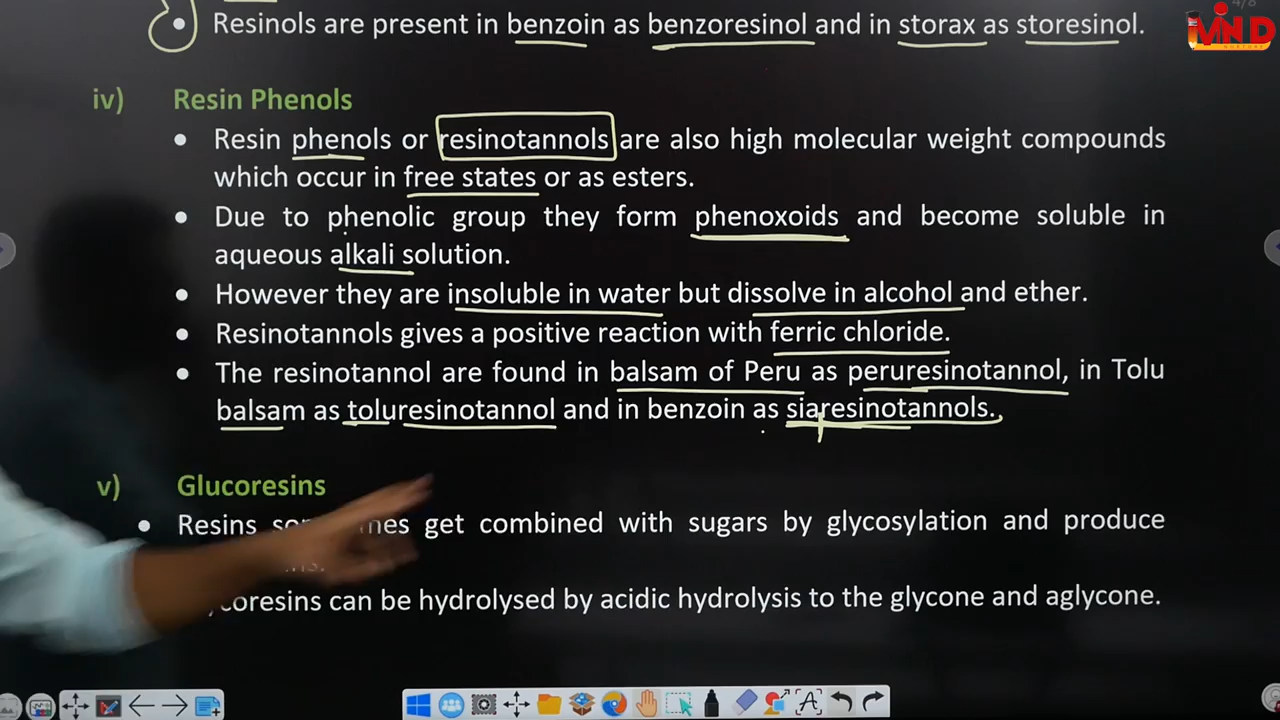 4/8
MIND
NURTURE
• Resinols are present in benzoin as benzoresinol and in storax as storesinol.
iv) Resin Phenols
• Resin phenols or resinotannols are also high molecular weight compounds
which occur in free states or as esters.
• Due to phenolic group they form phenoxoids and become soluble in
aqueous alkali solution.
• However they are insoluble in water but dissolve in alcohol and ether.
• Resinotannols gives a positive reaction with ferric chloride.
• The resinotannol are found in balsam of Peru as peruresinotannol, in Tolu
balsam as toluresinotannol and in benzoin as siaresinotannols.
v) Glucoresins
• Resins get combined with sugars by glycosylation and produce
can be hydrolysed by acidic hydrolysis to the glycone and aglycone.